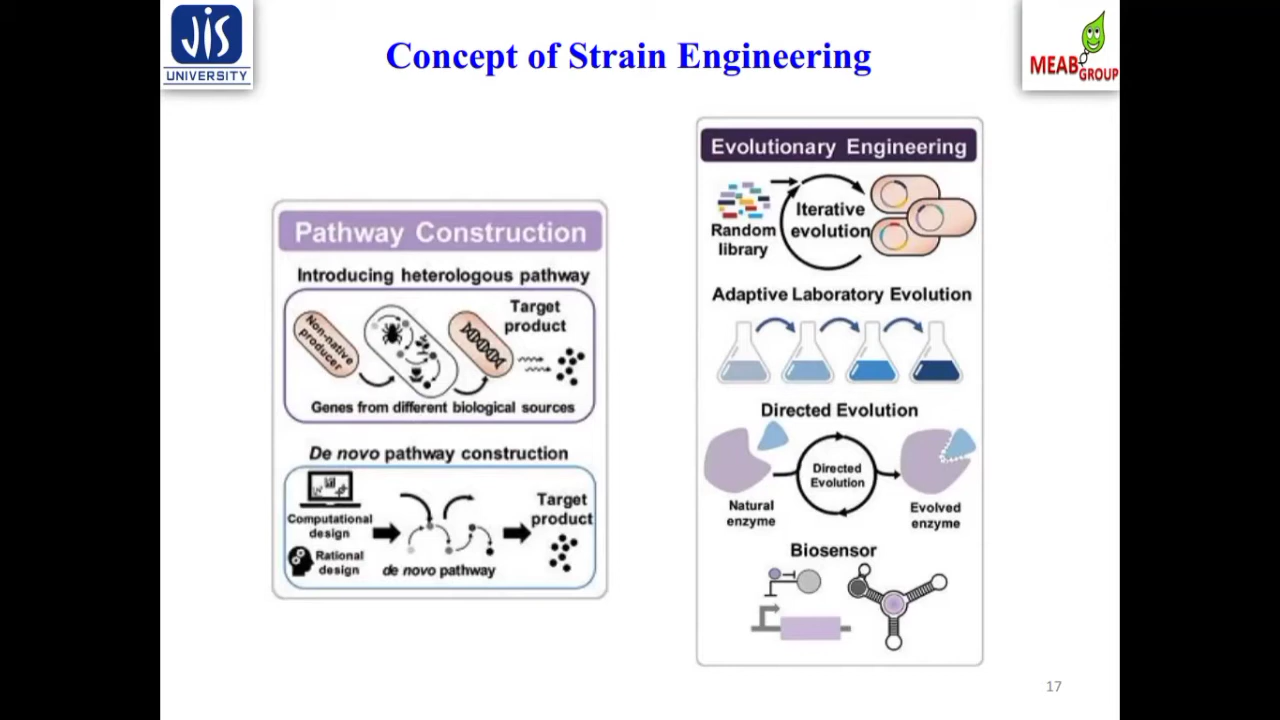 JIS
UNIVERSITY
Concept of Strain Engineering
MEAB GROUP
Pathway Construction
Introducing heterologous pathway
Non-native
producer
Target
product
Genes from different biological sources
De novo pathway construction
Computational
design
Rational
design
de novo pathway
Target
product
Evolutionary Engineering
Random
library
Iterative
evolution
Adaptive Laboratory Evolution
Directed Evolution
Natural
enzyme
Directed
Evolution
Evolved
enzyme
Biosensor
17